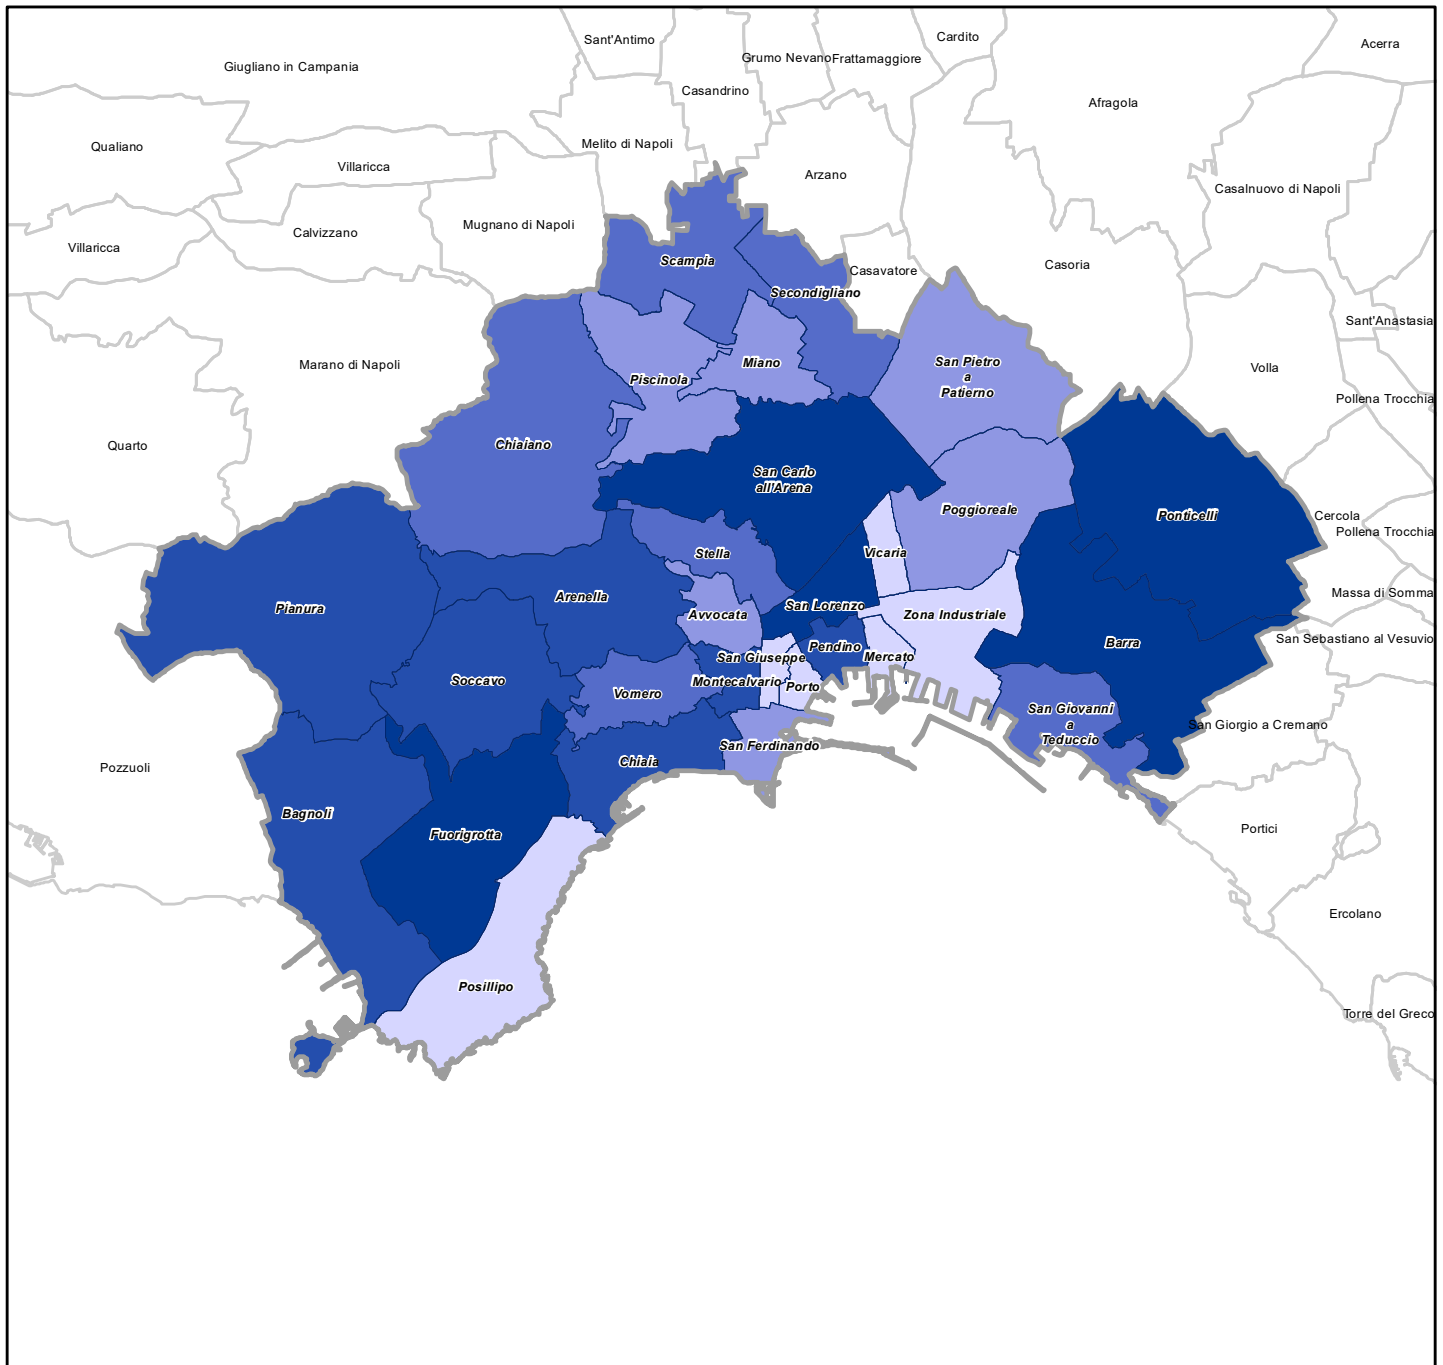 Sant'Antimo
Cardito
Acerra
Grumo Nevano
Frattamaggiore
Giugliano in Campania
Casandrino
Afragola
Qualiano
Melito di Napoli
Villaricca
Arzano
Casalnuovo di Napoli
Mugnano di Napoli
Calvizzano
Villaricca
Scampia
Casavatore
Casoria
Secondigliano
Sant'Anastasia
Marano di Napoli
Piscinola
Miano
San Pietro
a
Patierno
Volla
Pollena Trocchia
Quarto
Chiaiano
San Carlo
all'Arena
Poggioreale
Ponticelli
Cercola
Pollena Trocchia
Stella
Vicaria
Massa di Somma
Pianura
Arenella
Avvocata
San Lorenzo
Zona Industriale
Barra
San Sebastiano al Vesuvio
San Giuseppe
Pendino
Mercato
Soccavo
Vomero
Montecalvario
Porto
San Giovanni
a
Teduccio
San Giorgio a Cremano
San Ferdinando
Chiaia
Pozzuoli
Bagnoli
Fuorigrotta
Portici
Ercolano
Posillipo
Torre del Greco